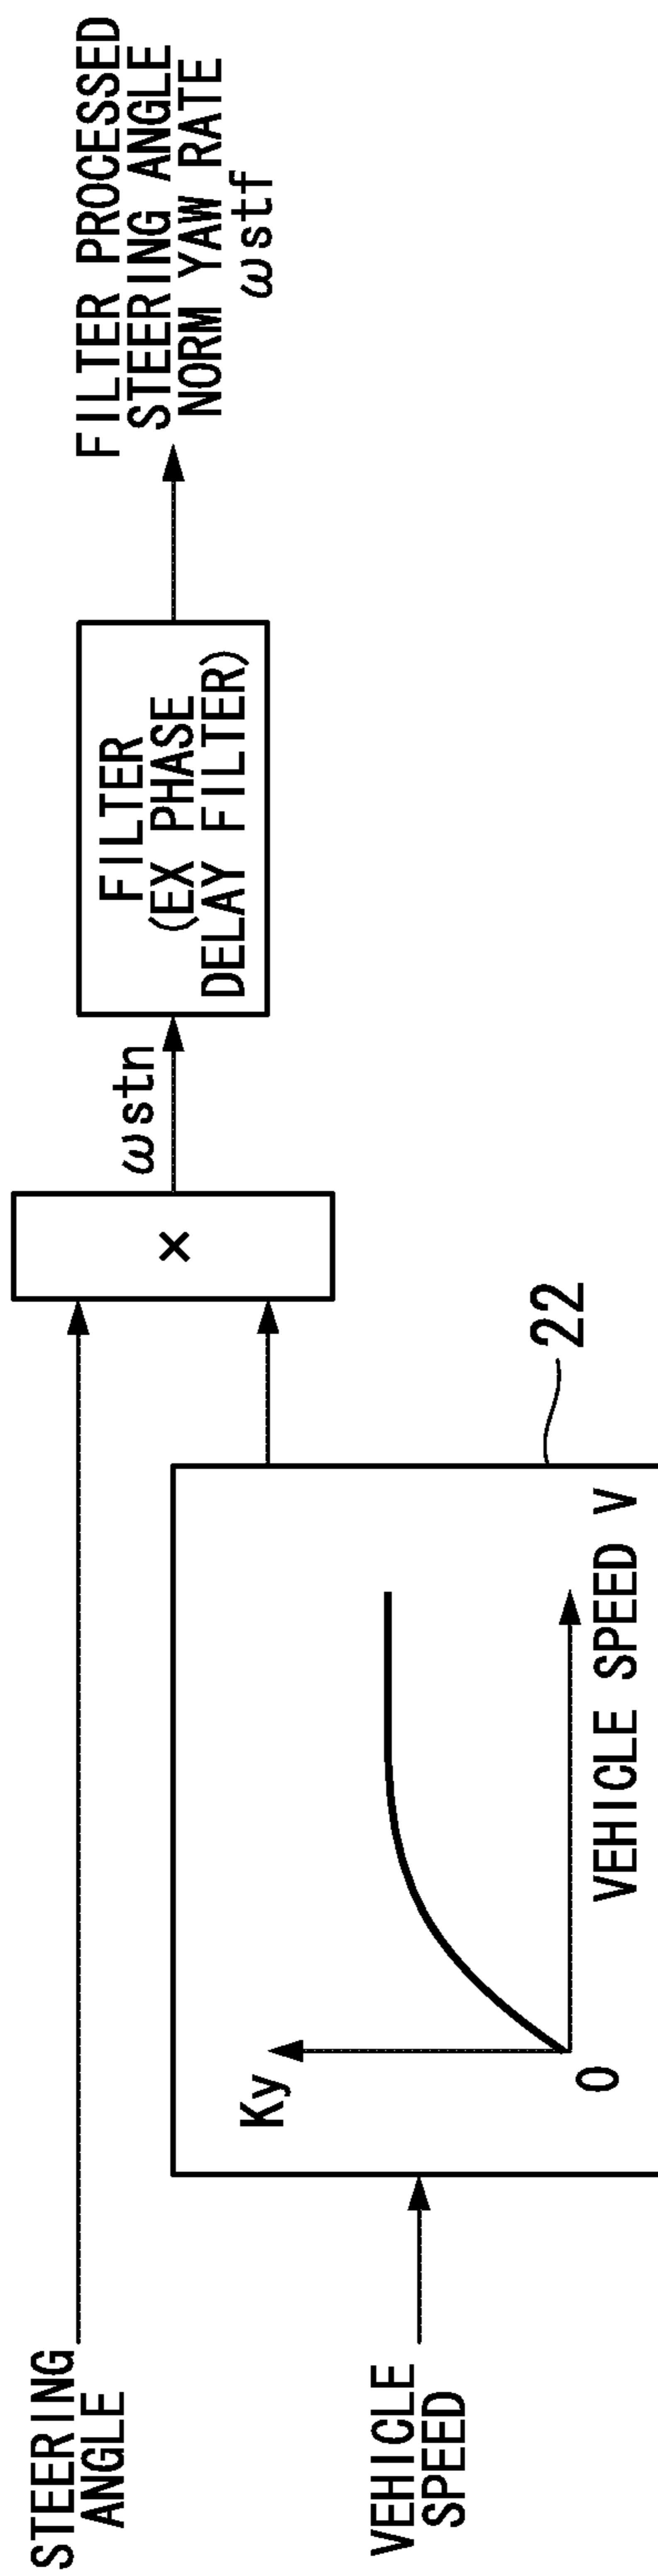 STEERING
ANGLE
VEHICLE
SPEED
Ky
0
VEHICLE SPEED V
22
×
ωstn
FILTER
(EX PHASE
DELAY FILTER)
FILTER PROCESSED
STEERING ANGLE
NORM YAW RATE
ωstf